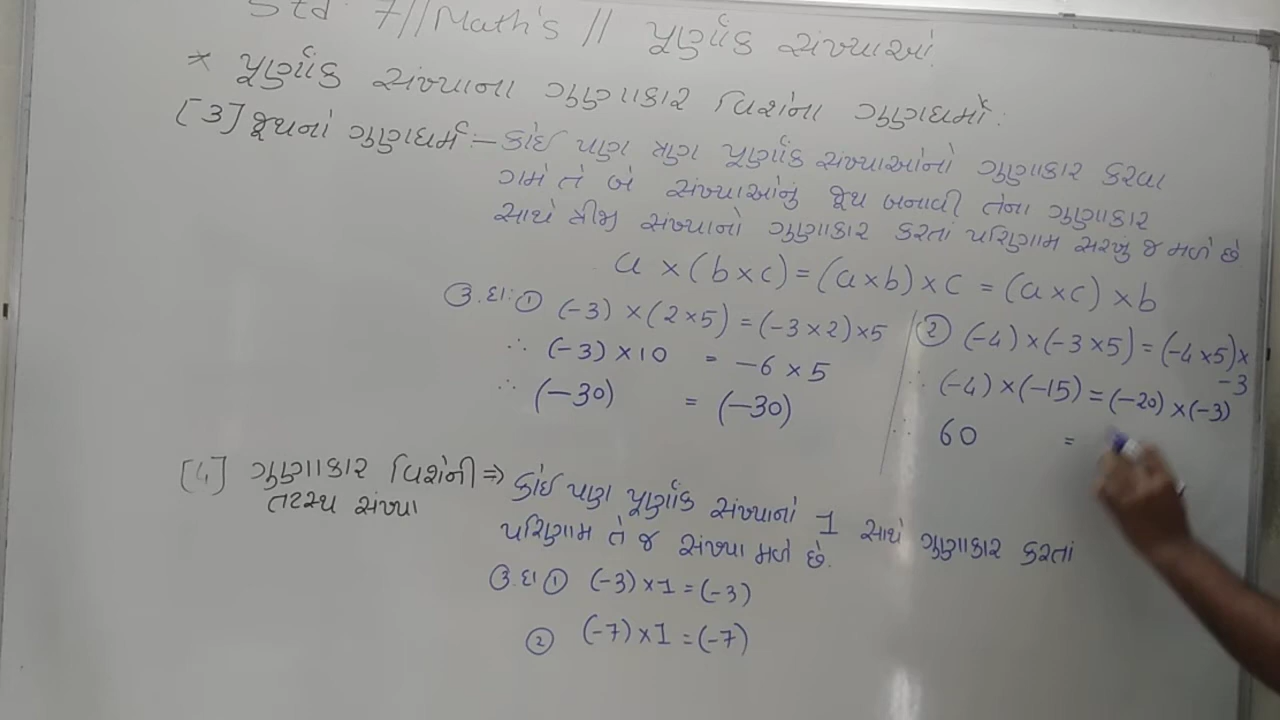 Std 7 // Math's // પૂર્ણાંક સંખ્યાઓ.
* પૂર્ણાંક સંખ્યાના ગુણાકાર વિશેના ગુણધર્મો :
[3] જૂથનો ગુણધર્મ :- કોઈ પણ ત્રણ પૂર્ણાંક સંખ્યાઓનો ગુણાકાર કરવા
ગમે તે બે સંખ્યાઓનું જૂથ બનાવી તેના ગુણાકાર
સાથે ત્રીજી સંખ્યાનો ગુણાકાર કરતાં પરિણામ સરખું જ મળે છે.
a × (b × c) = (a × b) × c = (a × c) × b
ઉ.દા: ① (-3) × (2 × 5) = (-3 × 2) × 5
∴ (-3) × 10 = -6 × 5
∴ (-30) = (-30)
② (-4) × (-3 × 5) = (-4 × 5) ×
-3
∴ (-4) × (-15) = (-20) × (-3)
∴ 60 =
[4] ગુણાકાર વિશેની ⇒ કોઈ પણ પૂર્ણાંક સંખ્યાનો 1 સાથે ગુણાકાર કરતાં
તટસ્થ સંખ્યા
પરિણામ તે જ સંખ્યા મળે છે.
ઉ.દા ① (-3) × 1 = (-3)
② (-7) × 1 = (-7)